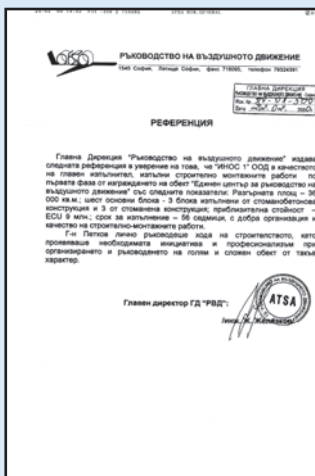 РЪКОВОДСТВО НА ВЪЗДУШНОТО ДВИЖЕНИЕ
1540 София, Летище София, факс
ГЛАВНА ДИРЕКЦИЯ
РЕФЕРЕНЦИЯ
Главна Дирекция "Ръководство на въздушното движение" издава
следната референция в уверение на това, че "ИНОС 1" ООД в качеството
на главен изпълнител, изпълни строително монтажните работи по
първата фаза от изграждането на обект "Единен център за ръководство на
въздушното движение" със следните показатели: Разгърната площ – 36
000 кв.м.; шест основни блока - 3 блока изпълнени от стоманобетонова
конструкция и 3 от стоманена конструкция; приблизителна стойност –
ECU 9 млн.; срок за изпълнение – 56 седмици, с добра организация и
качество на строително-монтажните работи.
Г-н Петков лично ръководеше хода на строителството, като
проявяваше необходимата инициатива и професионализъм при
организирането и ръководенето на голям и сложен обект от такъв
характер.
Главен директор ГД "РВД":
ATSA